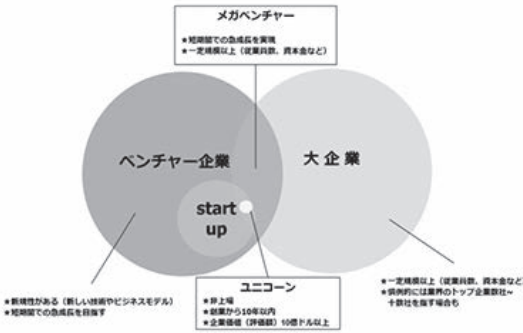 メガベンチャー
★短期間での急成長を実現
★一定規模以上（従業員数、資本金など）
ベンチャー企業
大企業
start
up
★新規性がある（新しい技術やビジネスモデル）
★短期間での急成長を目指す
ユニコーン
★非上場
★創業から10年以内
★企業価値（評価額）10億ドル以上
★一定規模以上（従業員数、資本金など）
★慣例的には業界のトップ企業数社～
十数社を指す場合も